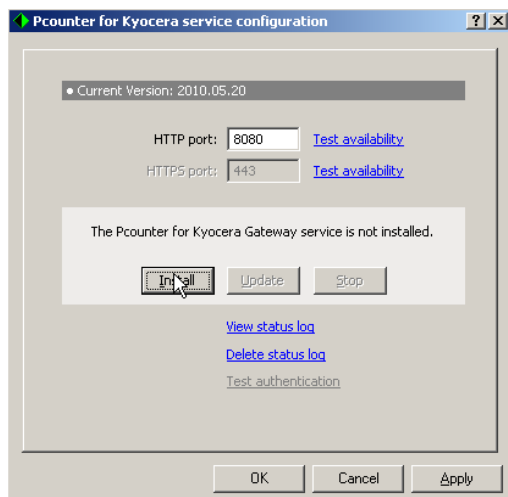 Pcounter for Kyocera service configuration
Current Version: 2010.05.20
HTTP port: 8080 Test availability
HTTPS port: 443 Test availability
The Pcounter for Kyocera Gateway service is not installed.
Install Update Stop
View status log
Delete status log
Test authentication
OK Cancel Apply